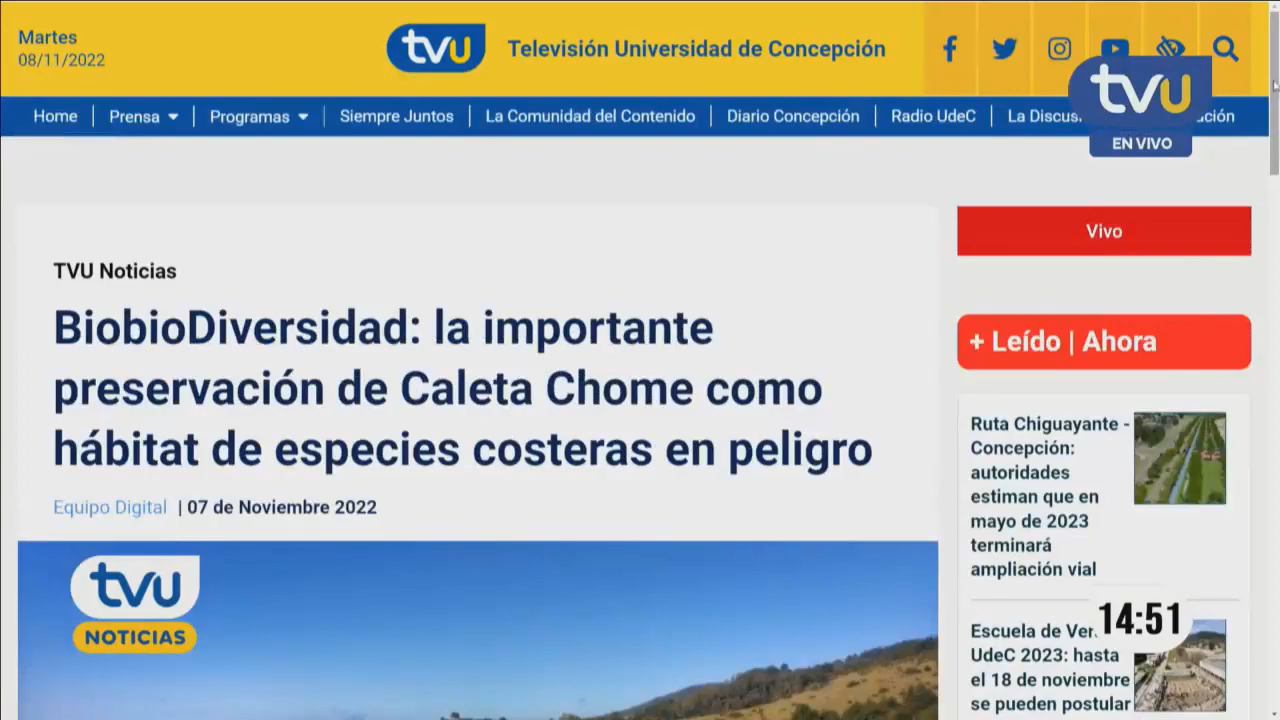 Martes
08/11/2022
tvu
Televisión Universidad de Concepción
tvu
EN VIVO
Home
Prensa
Programas
Siempre Juntos
La Comunidad del Contenido
Diario Concepción
Radio UdeC
La
Vivo
TVU Noticias
BiobioDiversidad: la importante
preservación de Caleta Chome como
hábitat de especies costeras en peligro
Equipo Digital | 07 de Noviembre 2022
tvu
NOTICIAS
+ Leído | Ahora
Ruta Chiguayante -
Concepción:
autoridades
estiman que en
mayo de 2023
terminará
ampliación vial
Escuela de
UdeC 2023: hasta
el 18 de noviembre
se pueden postular
14:51